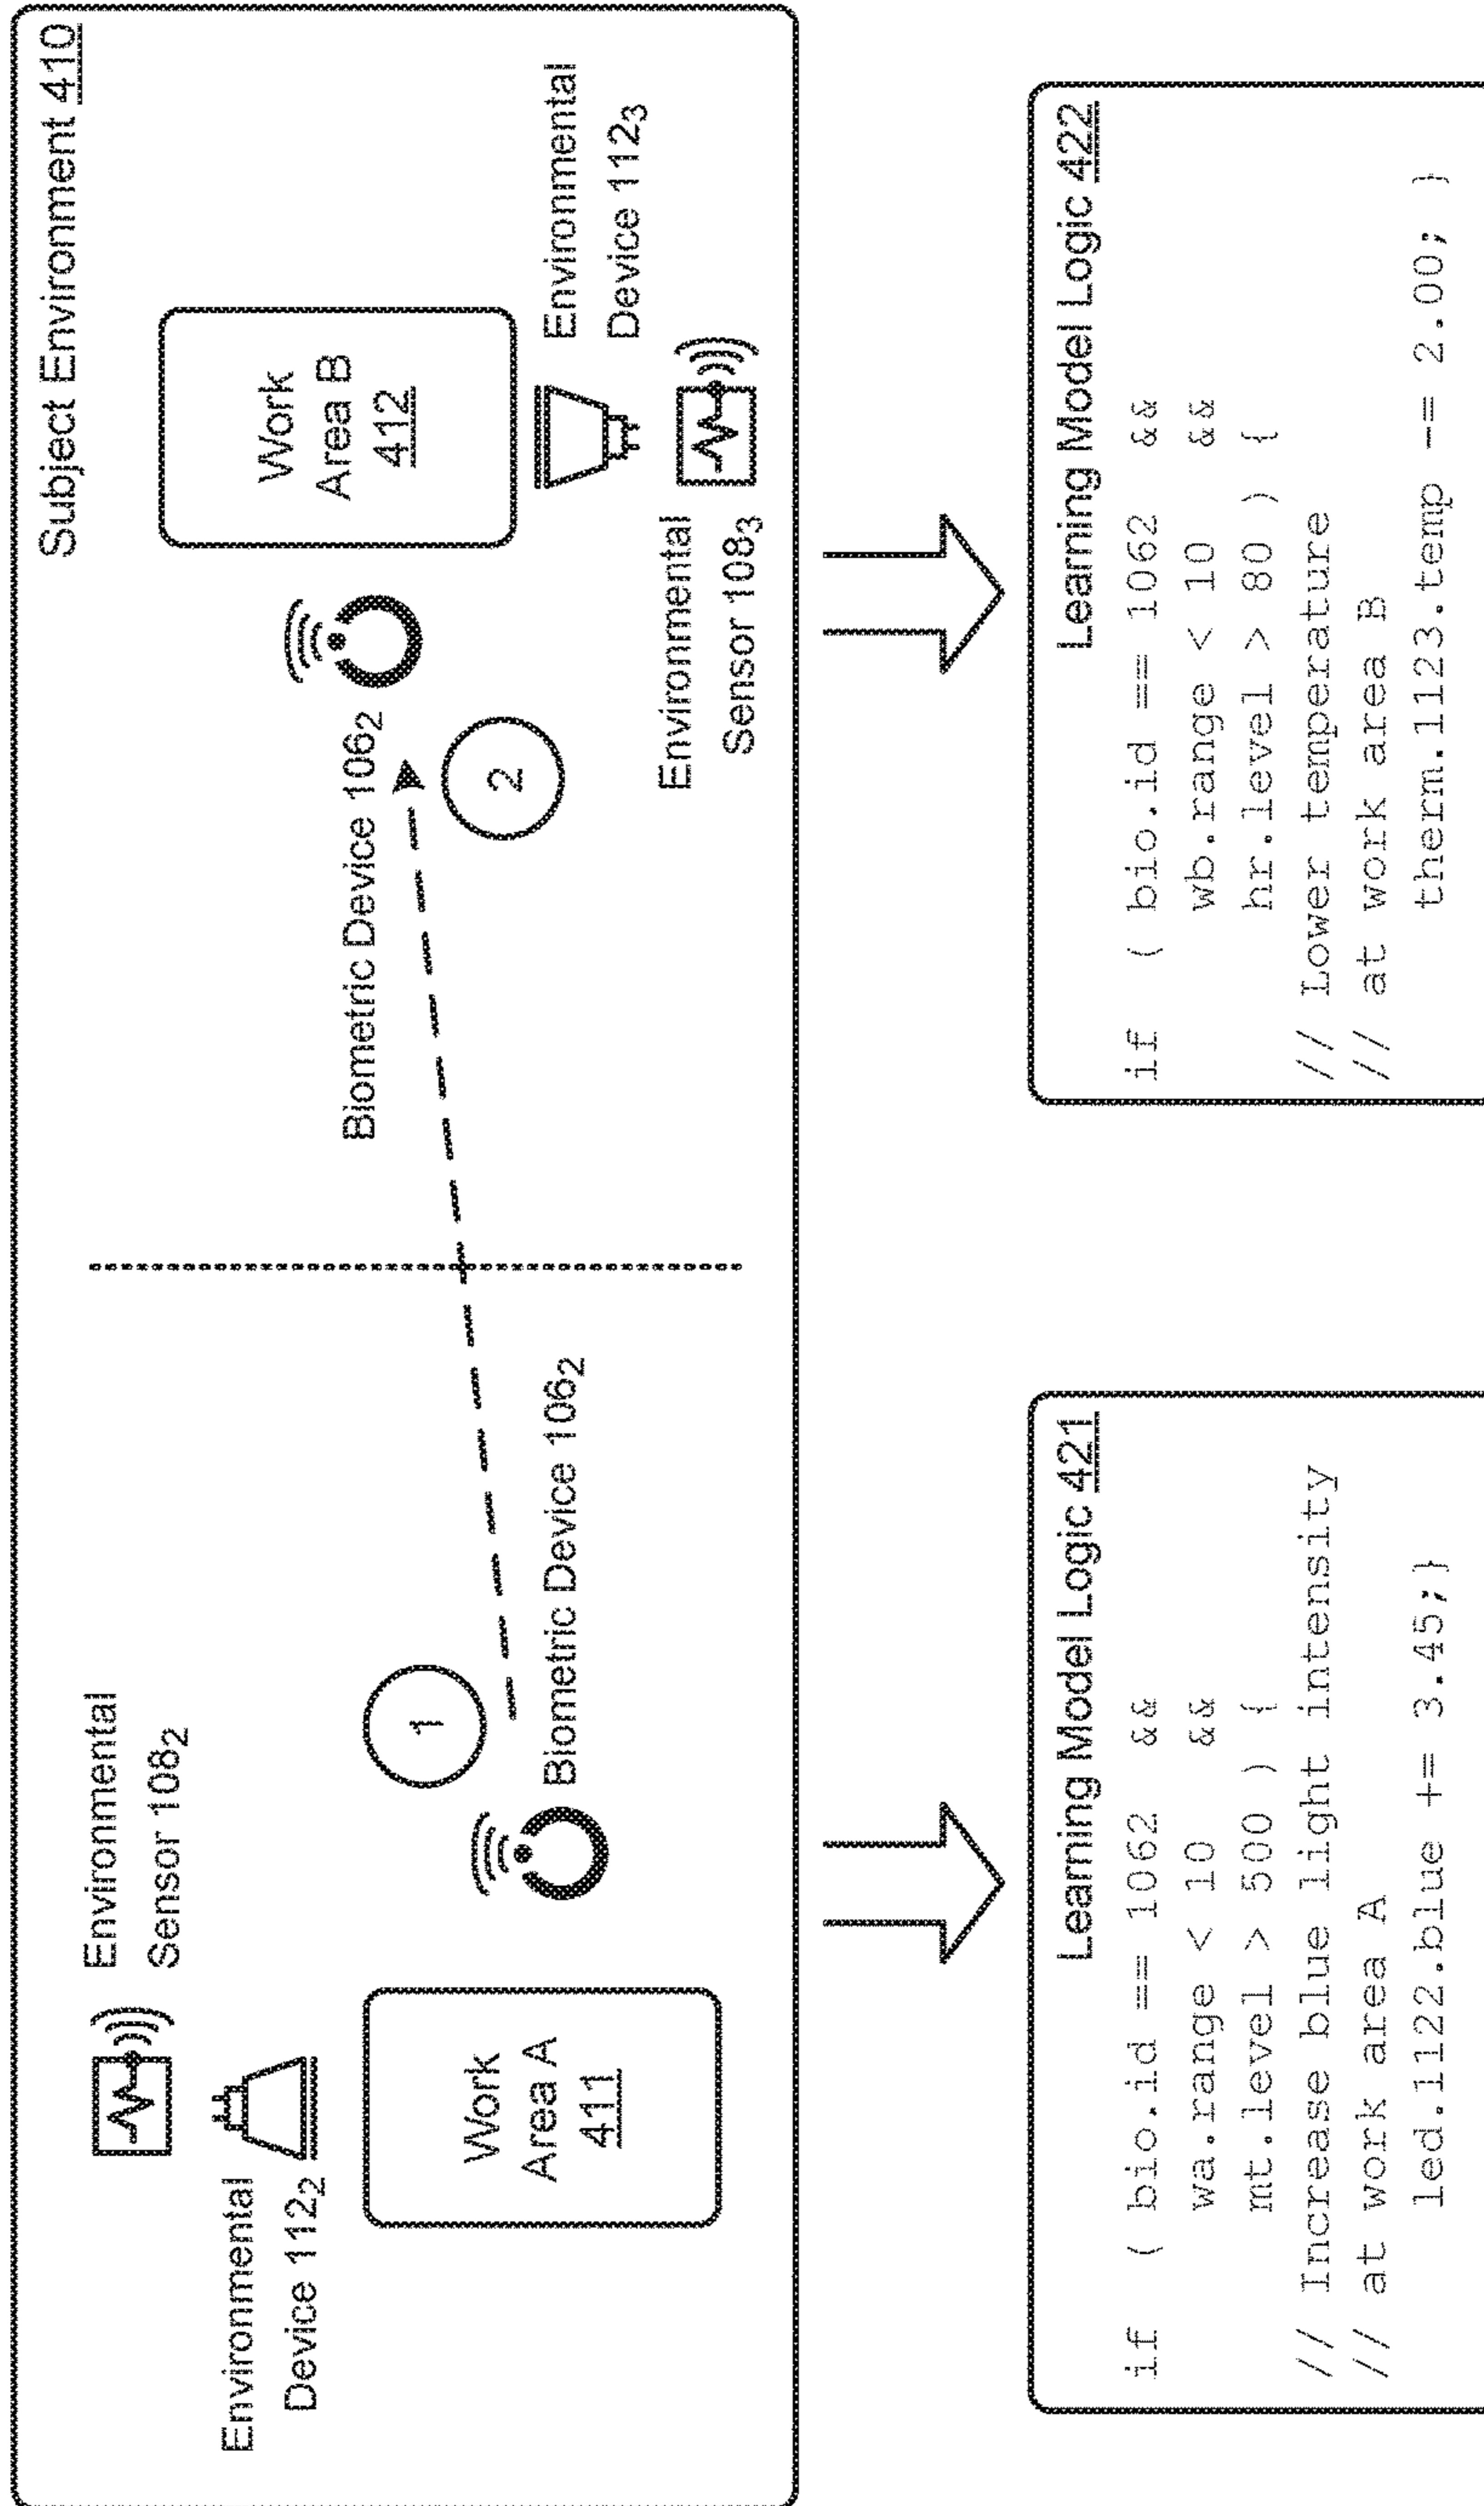 Subject Environment 410
Environmental
Sensor 108₂
Environmental
Device 112₂
Work
Area A
411
1
Biometric Device 106₂
Biometric Device 106₂
2
Work
Area B
412
Environmental
Device 112₃
Environmental
Sensor 108₃
Learning Model Logic 421
if ( bio.id == 1062 &&
wa.range < 10 &&
mt.level > 500 ) {
// Increase blue light intensity
// at work area A
led.1122.blue += 3.45;}
Learning Model Logic 422
if ( bio.id == 1062 &&
wb.range < 10 &&
hr.level > 80 ) {
// Lower temperature
// at work area B
therm.1123.temp -= 2.00; }